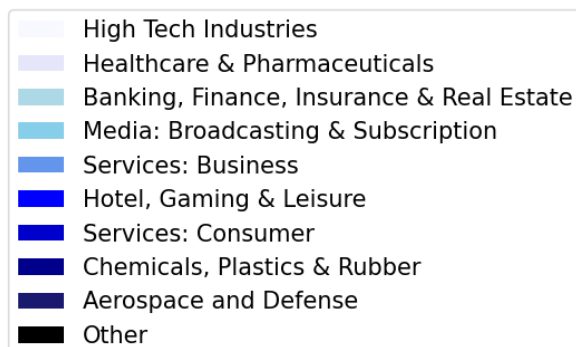 High Tech Industries
Healthcare & Pharmaceuticals
Banking, Finance, Insurance & Real Estate
Media: Broadcasting & Subscription
Services: Business
Hotel, Gaming & Leisure
Services: Consumer
Chemicals, Plastics & Rubber
Aerospace and Defense
Other